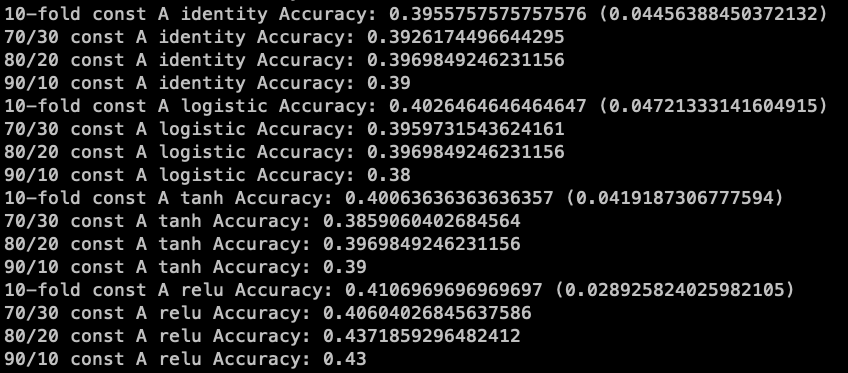 10-fold const A identity Accuracy: 0.3955757575757576 (0.04456388450372132)
70/30 const A identity Accuracy: 0.3926174496644295
80/20 const A identity Accuracy: 0.3969849246231156
90/10 const A identity Accuracy: 0.39
10-fold const A logistic Accuracy: 0.4026464646464647 (0.04721333141604915)
70/30 const A logistic Accuracy: 0.3959731543624161
80/20 const A logistic Accuracy: 0.3969849246231156
90/10 const A logistic Accuracy: 0.38
10-fold const A tanh Accuracy: 0.40063636363636357 (0.0419187306777594)
70/30 const A tanh Accuracy: 0.3859060402684564
80/20 const A tanh Accuracy: 0.3969849246231156
90/10 const A tanh Accuracy: 0.39
10-fold const A relu Accuracy: 0.4106969696969697 (0.028925824025982105)
70/30 const A relu Accuracy: 0.40604026845637586
80/20 const A relu Accuracy: 0.4371859296482412
90/10 const A relu Accuracy: 0.43